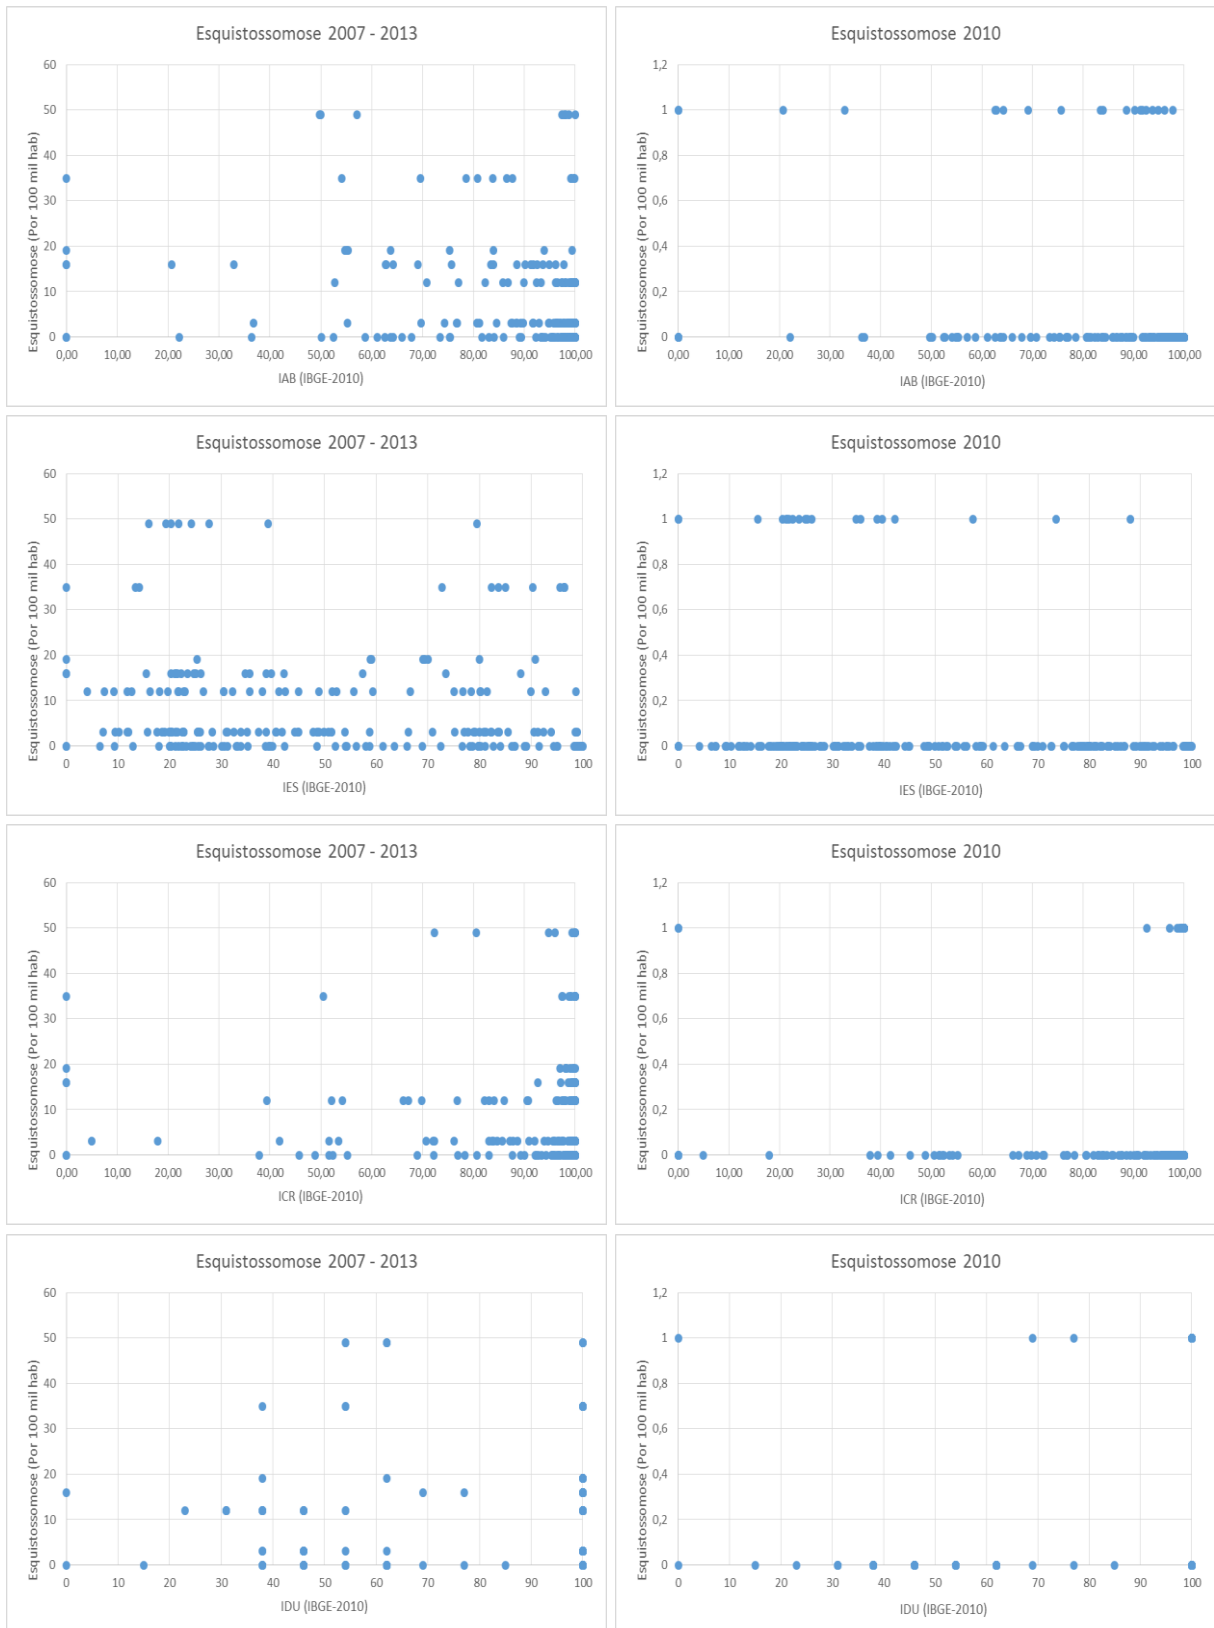 Esquistossomose 2007 - 2013
Esquistossomose (Por 100 mil hab)
60
50
40
30
20
10
0
0,00 10,00 20,00 30,00 40,00 50,00 60,00 70,00 80,00 90,00 100,00
IAB (IBGE-2010)
Esquistossomose 2010
Esquistossomose (Por 100 mil hab)
1,2
1
0,8
0,6
0,4
0,2
0
0,00 10,00 20,00 30,00 40,00 50,00 60,00 70,00 80,00 90,00 100,00
IAB (IBGE-2010)
Esquistossomose 2007 - 2013
Esquistossomose (Por 100 mil hab)
60
50
40
30
20
10
0
0 10 20 30 40 50 60 70 80 90 100
IES (IBGE-2010)
Esquistossomose 2010
Esquistossomose (Por 100 mil hab)
1,2
1
0,8
0,6
0,4
0,2
0
0 10 20 30 40 50 60 70 80 90 100
IES (IBGE-2010)
Esquistossomose 2007 - 2013
Esquistossomose (Por 100 mil hab)
60
50
40
30
20
10
0
0,00 10,00 20,00 30,00 40,00 50,00 60,00 70,00 80,00 90,00 100,00
ICR (IBGE-2010)
Esquistossomose 2010
Esquistossomose (Por 100 mil hab)
1,2
1
0,8
0,6
0,4
0,2
0
0,00 10,00 20,00 30,00 40,00 50,00 60,00 70,00 80,00 90,00 100,00
ICR (IBGE-2010)
Esquistossomose 2007 - 2013
Esquistossomose (Por 100 mil hab)
60
50
40
30
20
10
0
0 10 20 30 40 50 60 70 80 90 100
IDU (IBGE-2010)
Esquistossomose 2010
Esquistossomose (Por 100 mil hab)
1,2
1
0,8
0,6
0,4
0,2
0
0 10 20 30 40 50 60 70 80 90 100
IDU (IBGE-2010)